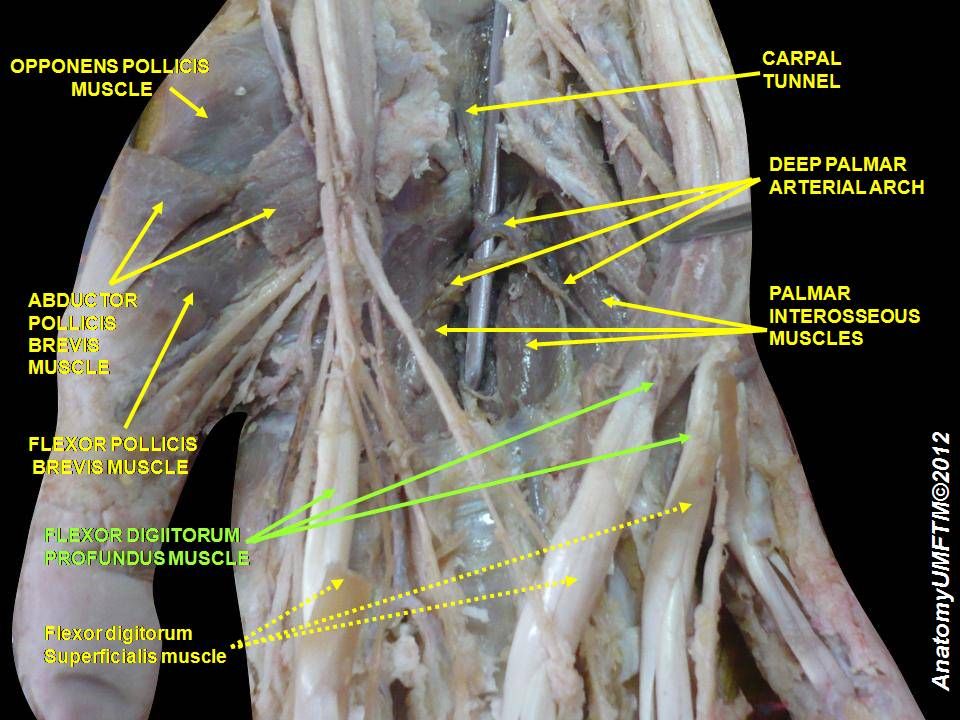 OPPONENS POLLICIS
MUSCLE
CARPAL
TUNNEL
DEEP PALMAR
ARTERIAL ARCH
ABDUCTOR
POLLICIS
BREVIS
MUSCLE
PALMAR
INTEROSSEOUS
MUSCLES
FLEXOR POLLICIS
BREVIS MUSCLE
FLEXOR DIGIITORUM
PROFUNDUS MUSCLE
Flexor digitorum
Superficialis muscle
AnatomyUMFTM©2012